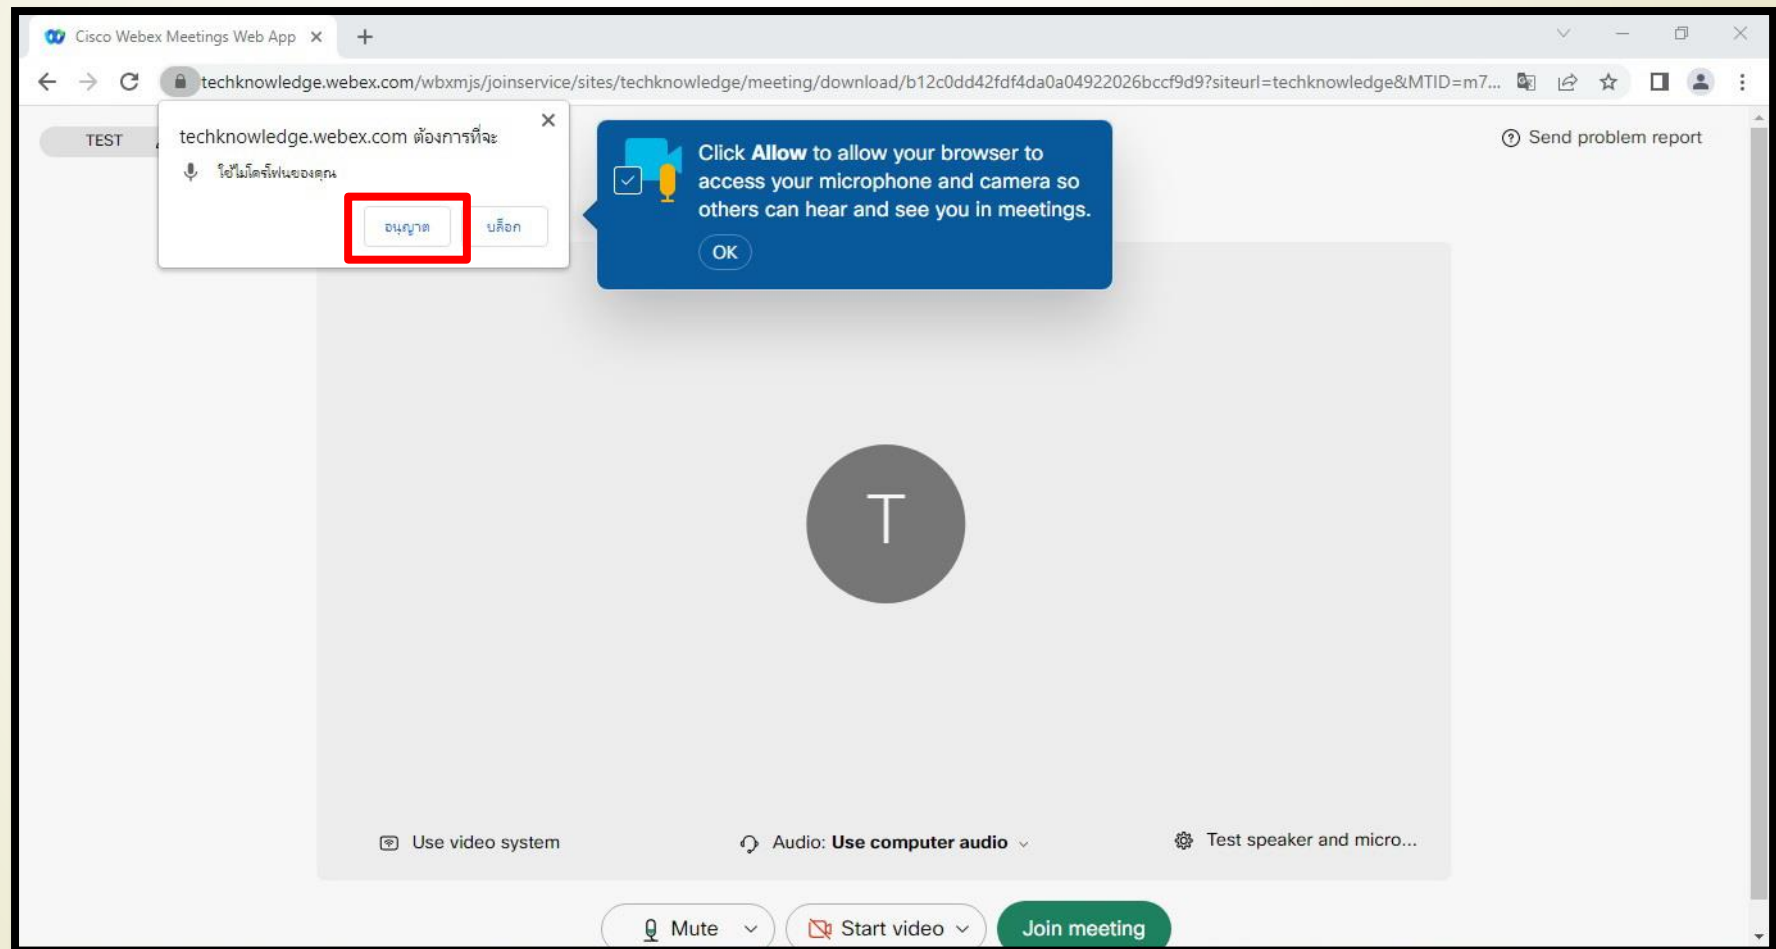 Cisco Webex Meetings Web App
techknowledge.webex.com/wbxmjs/joinservice/sites/techknowledge/meeting/download/b12c0dd42fdf4da0a04922026bccf9d9?siteurl=techknowledge&MTID=m7...
TEST
techknowledge.webex.com ต้องการที่จะ
ใช้ไมโครโฟนของคุณ
อนุญาต
บล็อก
Click Allow to allow your browser to
access your microphone and camera so
others can hear and see you in meetings.
OK
Send problem report
T
Use video system
Audio: Use computer audio
Test speaker and micro...
Mute
Start video
Join meeting